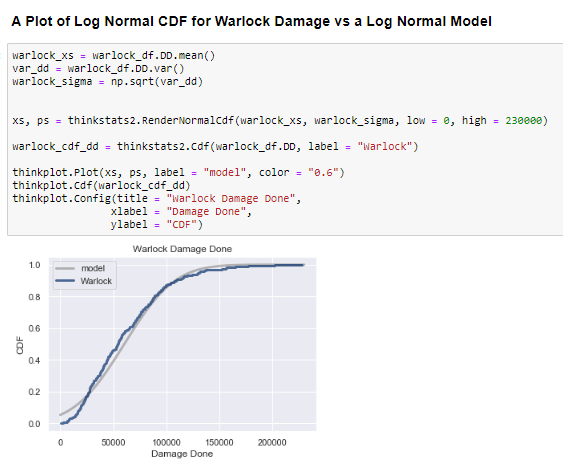 A Plot of Log Normal CDF for Warlock Damage vs a Log Normal Model
warlock_xs = warlock_df.DD.mean()
var_dd = warlock_df.DD.var()
warlock_sigma = np.sqrt(var_dd)
xs, ps = thinkstats2.RenderNormalCdf(warlock_xs, warlock_sigma, low = 0, high = 230000)
warlock_cdf_dd = thinkstats2.Cdf(warlock_df.DD, label = "Warlock")
thinkplot.Plot(xs, ps, label = "model", color = "0.6")
thinkplot.Cdf(warlock_cdf_dd)
thinkplot.Config(title = "Warlock Damage Done",
xlabel = "Damage Done",
ylabel = "CDF")
Warlock Damage Done
model
Warlock
1.0
0.8
0.6
0.4
0.2
0.0
CDF
0 50000 100000 150000 200000
Damage Done